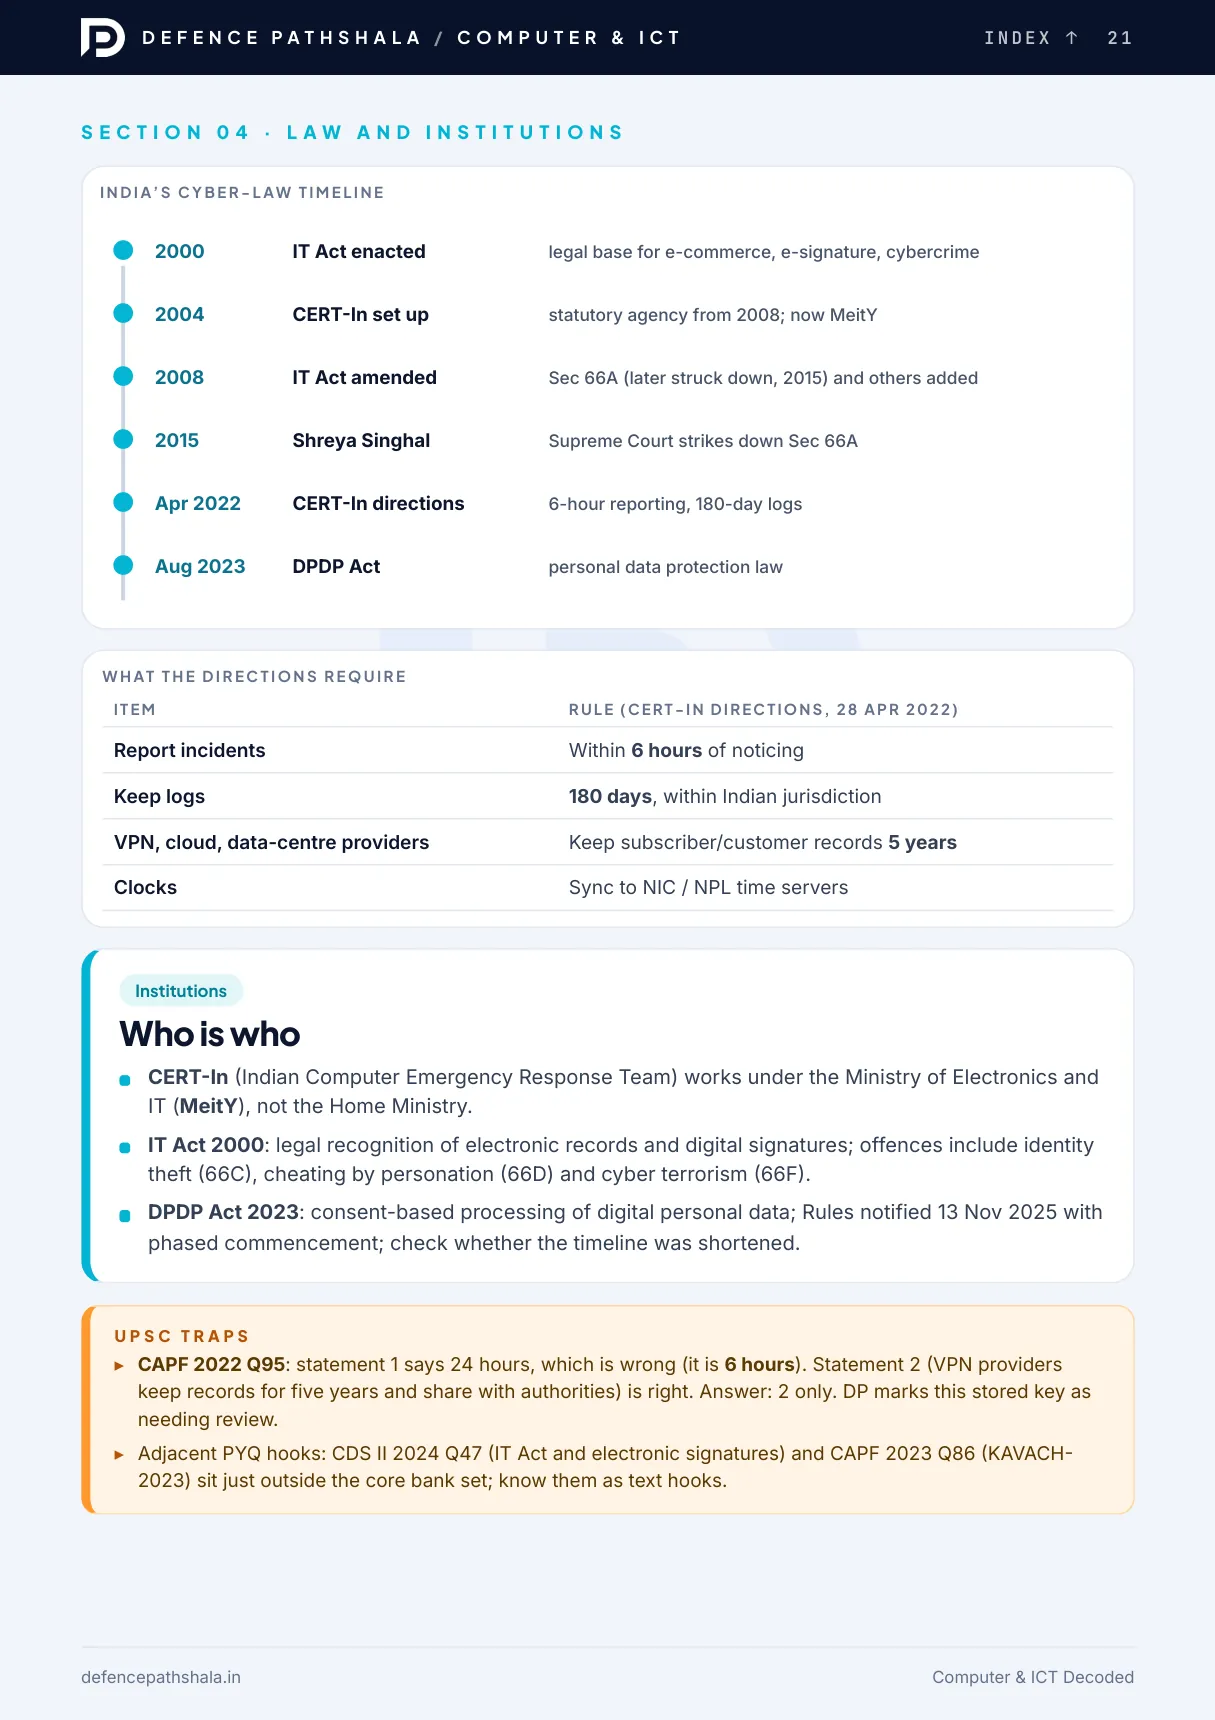 DEFENCE PATHSHALA / COMPUTER & ICT
INDEX ↑ 21
SECTION 04 · LAW AND INSTITUTIONS
INDIA’S CYBER-LAW TIMELINE
2000 IT Act enacted legal base for e-commerce, e-signature, cybercrime
2004 CERT-In set up statutory agency from 2008; now MeitY
2008 IT Act amended Sec 66A (later struck down, 2015) and others added
2015 Shreya Singhal Supreme Court strikes down Sec 66A
Apr 2022 CERT-In directions 6-hour reporting, 180-day logs
Aug 2023 DPDP Act personal data protection law
WHAT THE DIRECTIONS REQUIRE
ITEM RULE (CERT-IN DIRECTIONS, 28 APR 2022)
Report incidents Within 6 hours of noticing
Keep logs 180 days, within Indian jurisdiction
VPN, cloud, data-centre providers Keep subscriber/customer records 5 years
Clocks Sync to NIC / NPL time servers
Institutions
Who is who
CERT-In (Indian Computer Emergency Response Team) works under the Ministry of Electronics and
IT (MeitY), not the Home Ministry.
IT Act 2000: legal recognition of electronic records and digital signatures; offences include identity
theft (66C), cheating by personation (66D) and cyber terrorism (66F).
DPDP Act 2023: consent-based processing of digital personal data; Rules notified 13 Nov 2025 with
phased commencement; check whether the timeline was shortened.
UPSC TRAPS
▸ CAPF 2022 Q95: statement 1 says 24 hours, which is wrong (it is 6 hours). Statement 2 (VPN providers
keep records for five years and share with authorities) is right. Answer: 2 only. DP marks this stored key as
needing review.
▸ Adjacent PYQ hooks: CDS II 2024 Q47 (IT Act and electronic signatures) and CAPF 2023 Q86 (KAVACH-
2023) sit just outside the core bank set; know them as text hooks.
defencepathshala.in
Computer & ICT Decoded